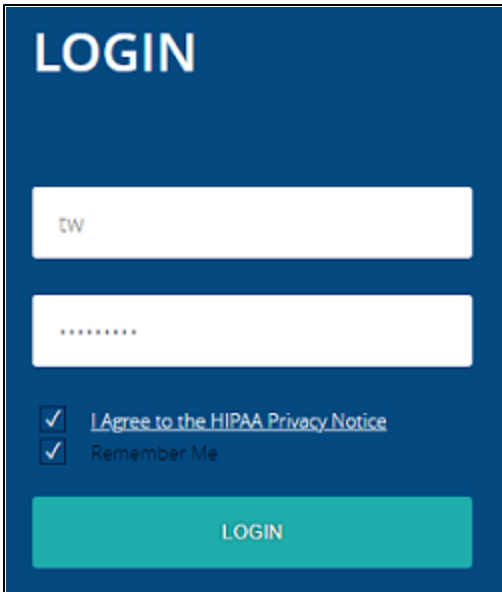 LOGIN
tw
•••••••••
I Agree to the HIPAA Privacy Notice
Remember Me
LOGIN